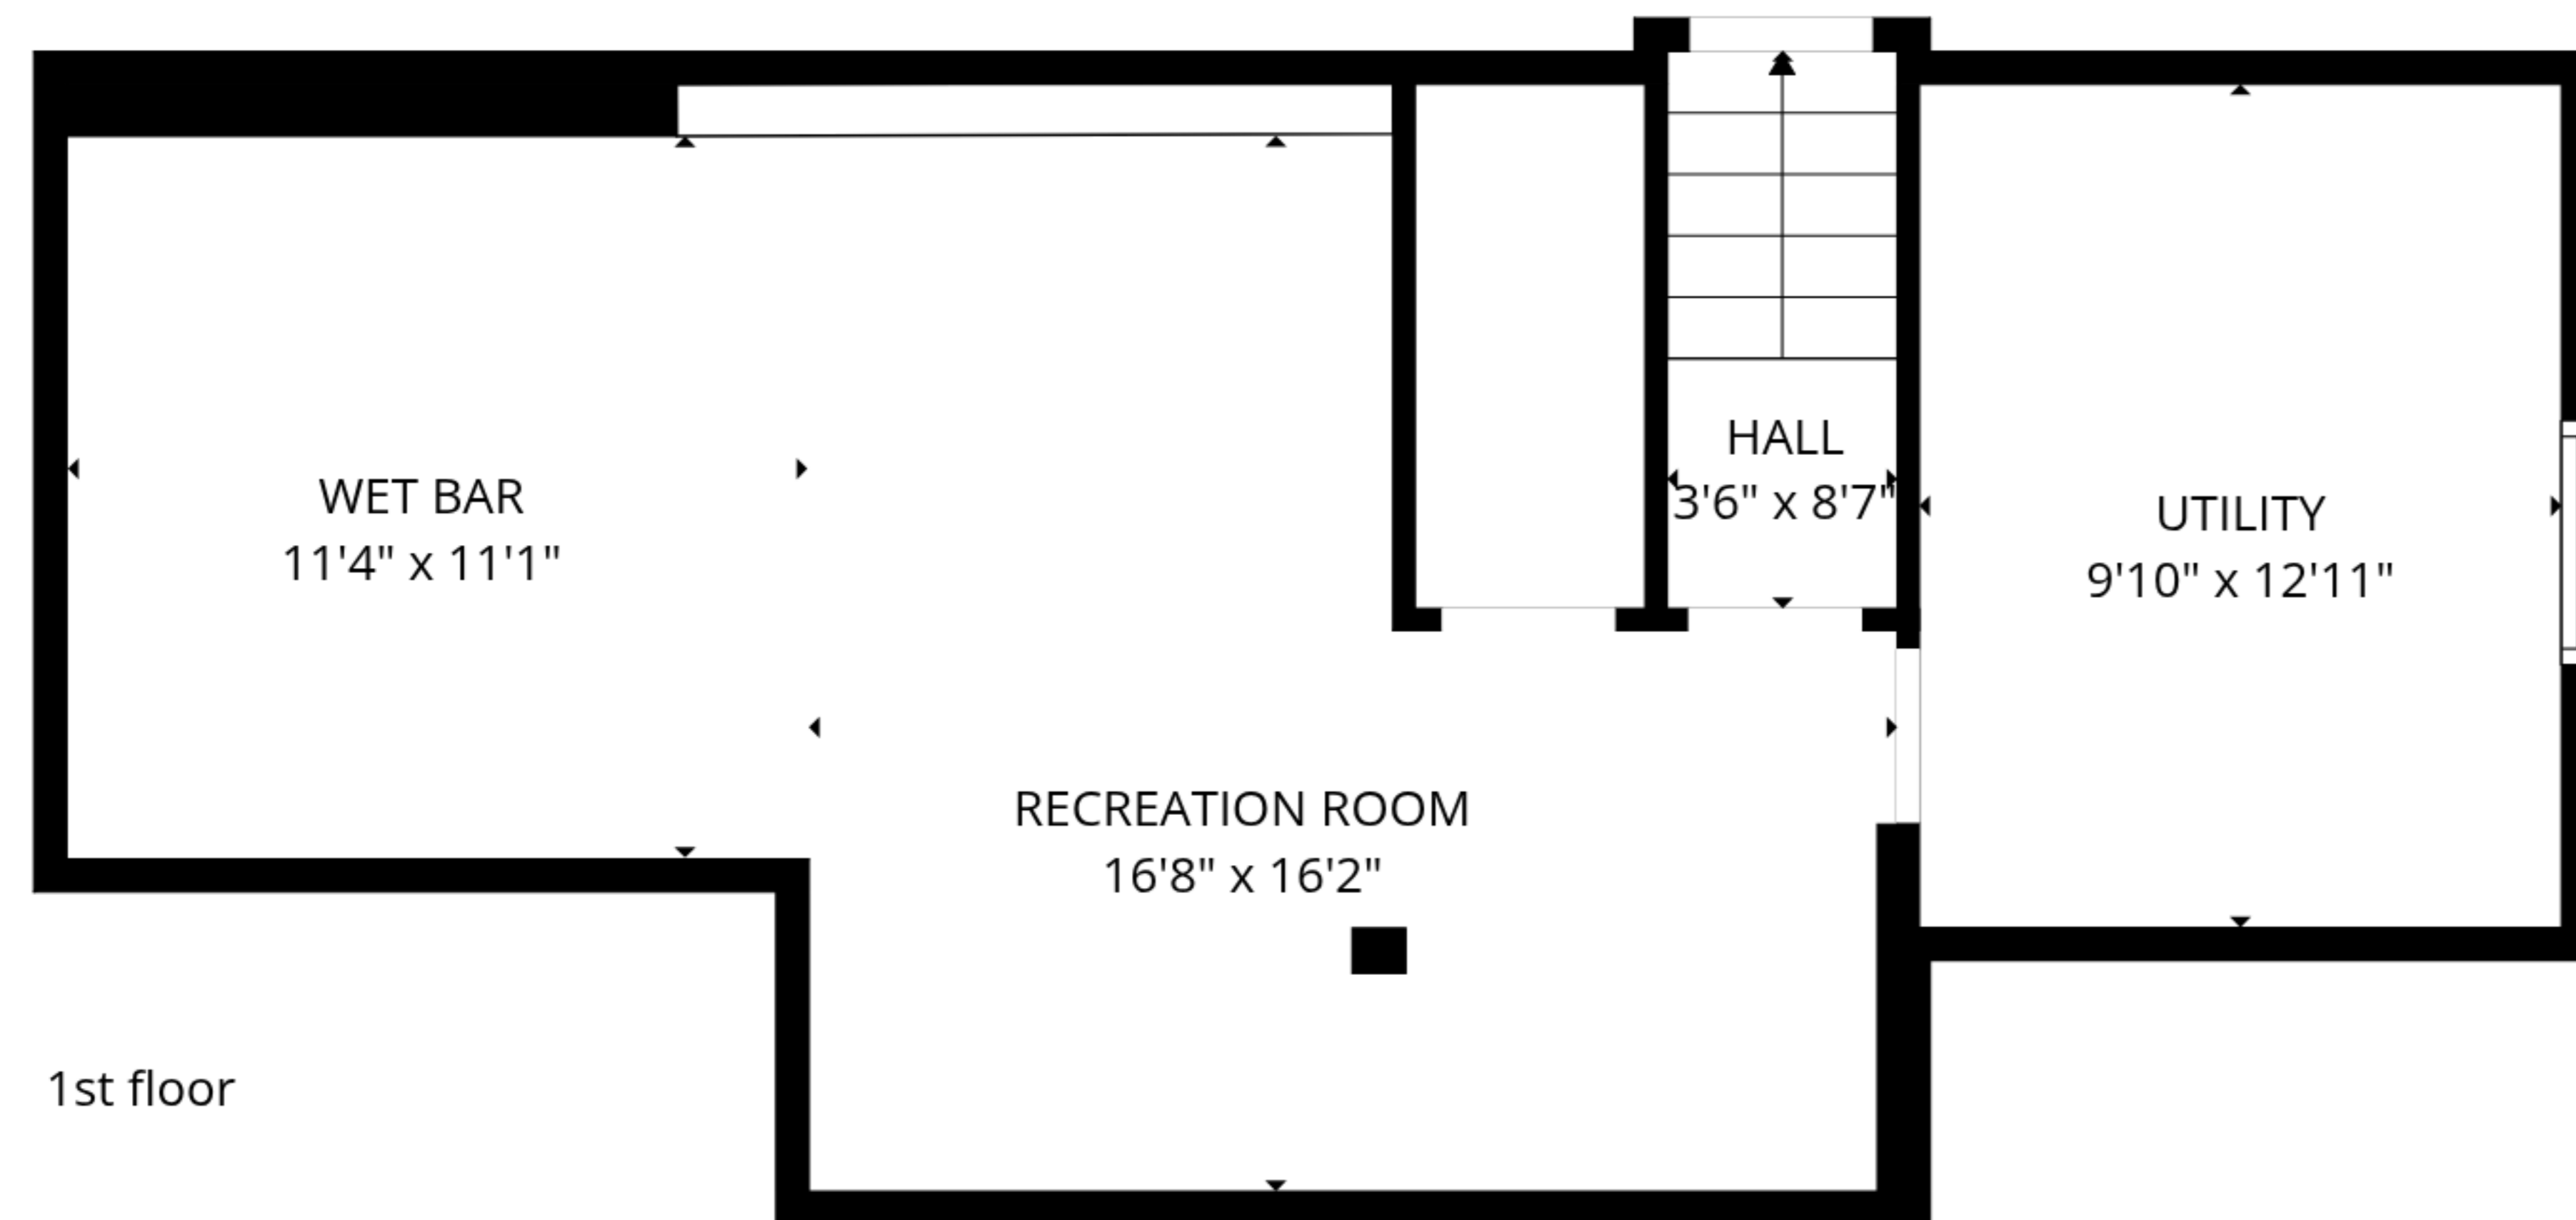 HALL
3'6" x 8'7"
WET BAR
11'4" x 11'1"
UTILITY
9'10" x 12'11"
RECREATION ROOM
16'8" x 16'2"
1st floor